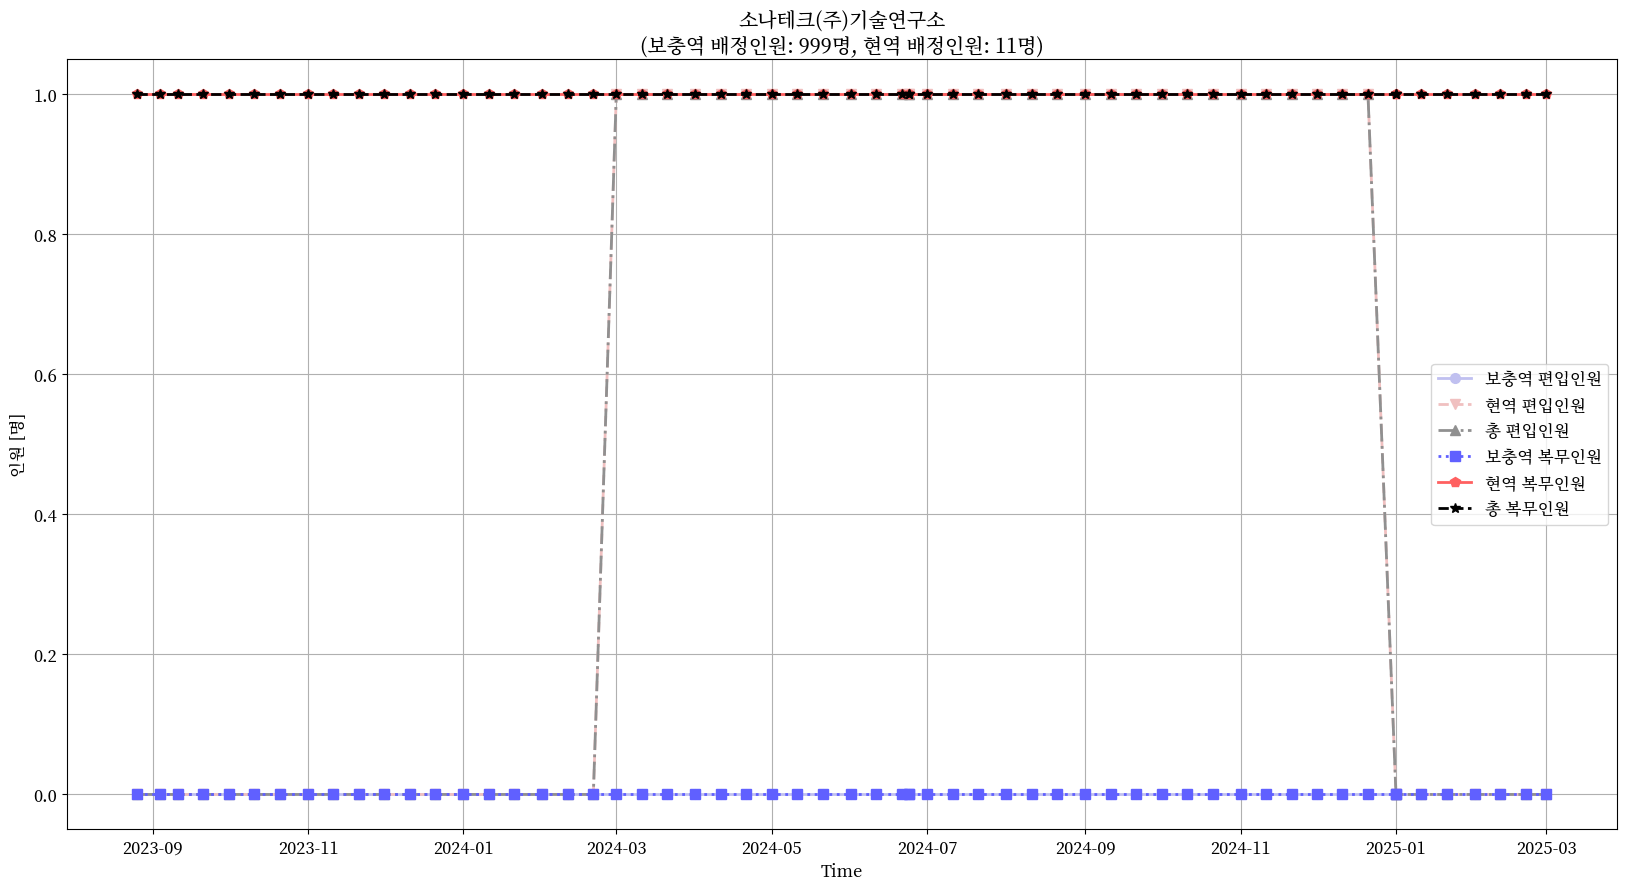 소나테크(주)기술연구소
(보충역 배정인원: 999명, 현역 배정인원: 11명)
인원 [명]
1.0
0.8
0.6
0.4
0.2
0.0
보충역 편입인원
현역 편입인원
총 편입인원
보충역 복무인원
현역 복무인원
총 복무인원
2023-09
2023-11
2024-01
2024-03
2024-05
2024-07
2024-09
2024-11
2025-01
2025-03
Time